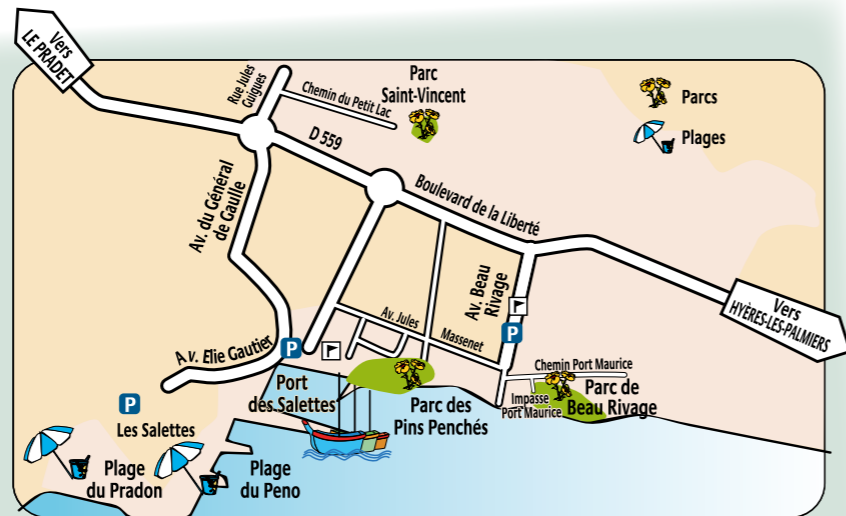 Vers
LE PRADET
Rue Jules
Guigues
Chemin du Petit Lac
Parc
Saint-Vincent
Parcs
Plages
D 559
Boulevard de la Liberté
Av. du Général
de Gaulle
Av. Beau
Rivage
Vers
HYÈRES-LES-PALMIERS
Av. Jules
Massenet
P
Av. Elie Gautier
P
Chemin Port Maurice
Port
des Salettes
Parc des
Pins Penchés
Impasse
Port Maurice
Parc de
Beau Rivage
P
Les Salettes
Plage
du Pradon
Plage
du Peno